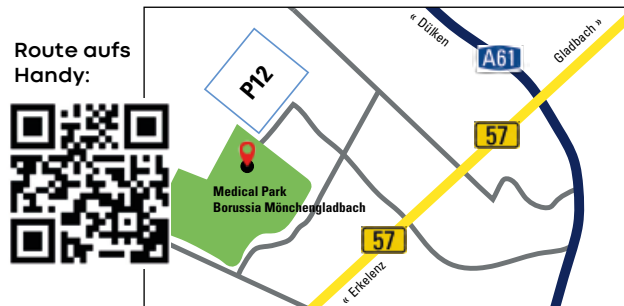 Route aufs
Handy:
P12
« Dülken
A61
Gladbach »
57
Medical Park
Borussia Mönchengladbach
57
« Erkelenz